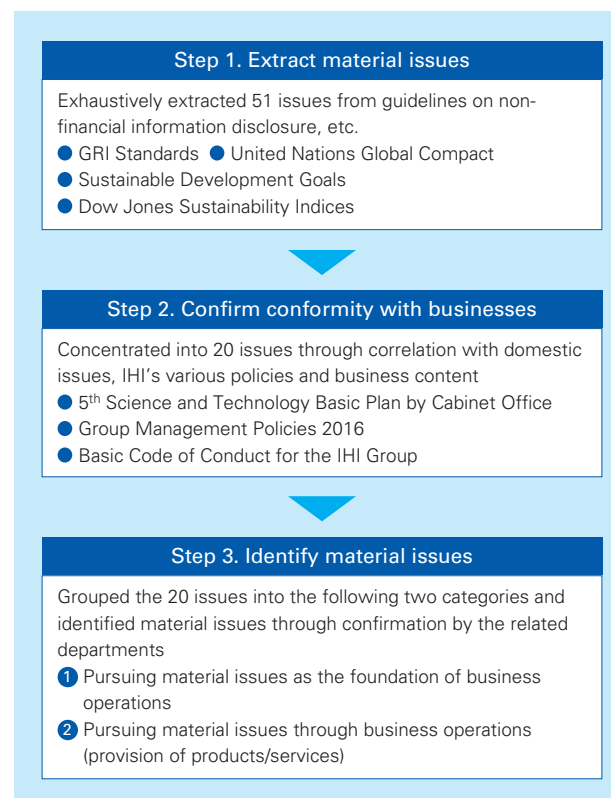 Step 1. Extract material issues
Exhaustively extracted 51 issues from guidelines on non-
financial information disclosure, etc.
● GRI Standards ● United Nations Global Compact
● Sustainable Development Goals
● Dow Jones Sustainability Indices
Step 2. Confirm conformity with businesses
Concentrated into 20 issues through correlation with domestic
issues, IHI's various policies and business content
● 5th Science and Technology Basic Plan by Cabinet Office
● Group Management Policies 2016
● Basic Code of Conduct for the IHI Group
Step 3. Identify material issues
Grouped the 20 issues into the following two categories and
identified material issues through confirmation by the related
departments
1 Pursuing material issues as the foundation of business
operations
2 Pursuing material issues through business operations
(provision of products/services)